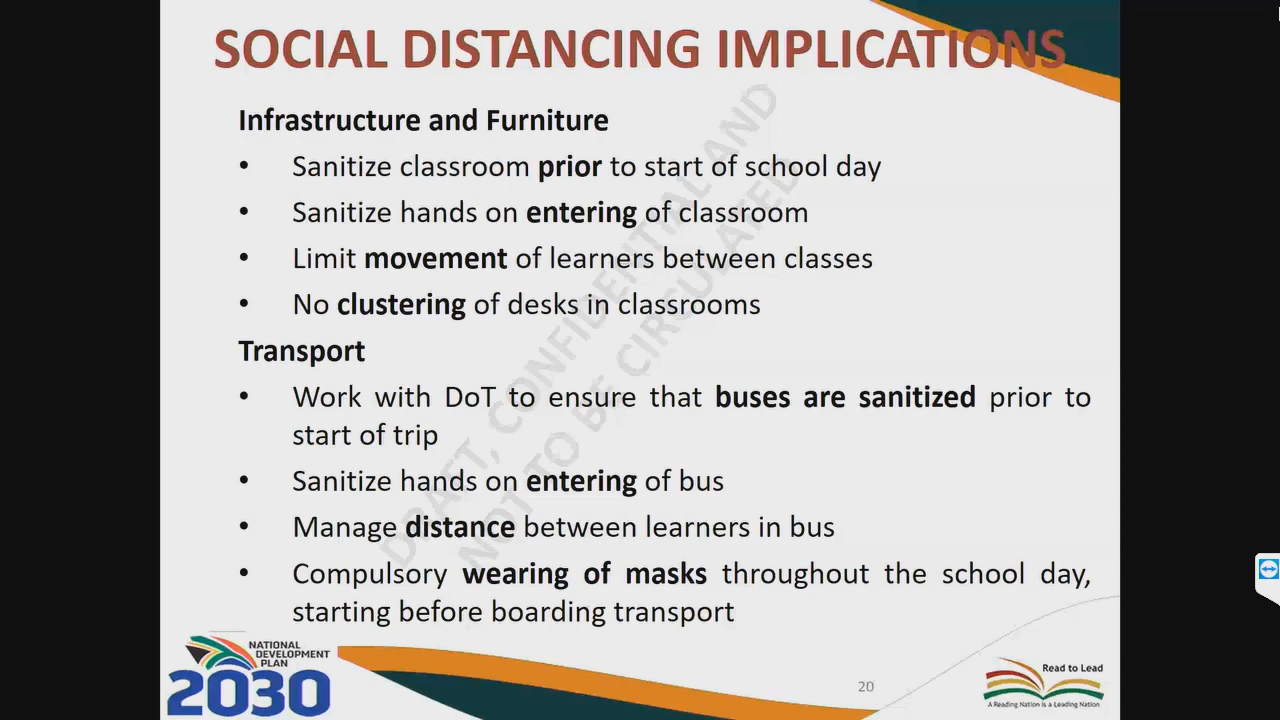 SOCIAL DISTANCING IMPLICATIONS
Infrastructure and Furniture
• Sanitize classroom prior to start of school day
• Sanitize hands on entering of classroom
• Limit movement of learners between classes
• No clustering of desks in classrooms
Transport
• Work with DoT to ensure that buses are sanitized prior to
start of trip
• Sanitize hands on entering of bus
• Manage distance between learners in bus
• Compulsory wearing of masks throughout the school day,
starting before boarding transport
DRAFT, CONFIDENTIAL AND
NOT TO BE CIRCULATED
NATIONAL
DEVELOPMENT
PLAN
2030
20
Read to Lead
A Reading Nation is a Leading Nation